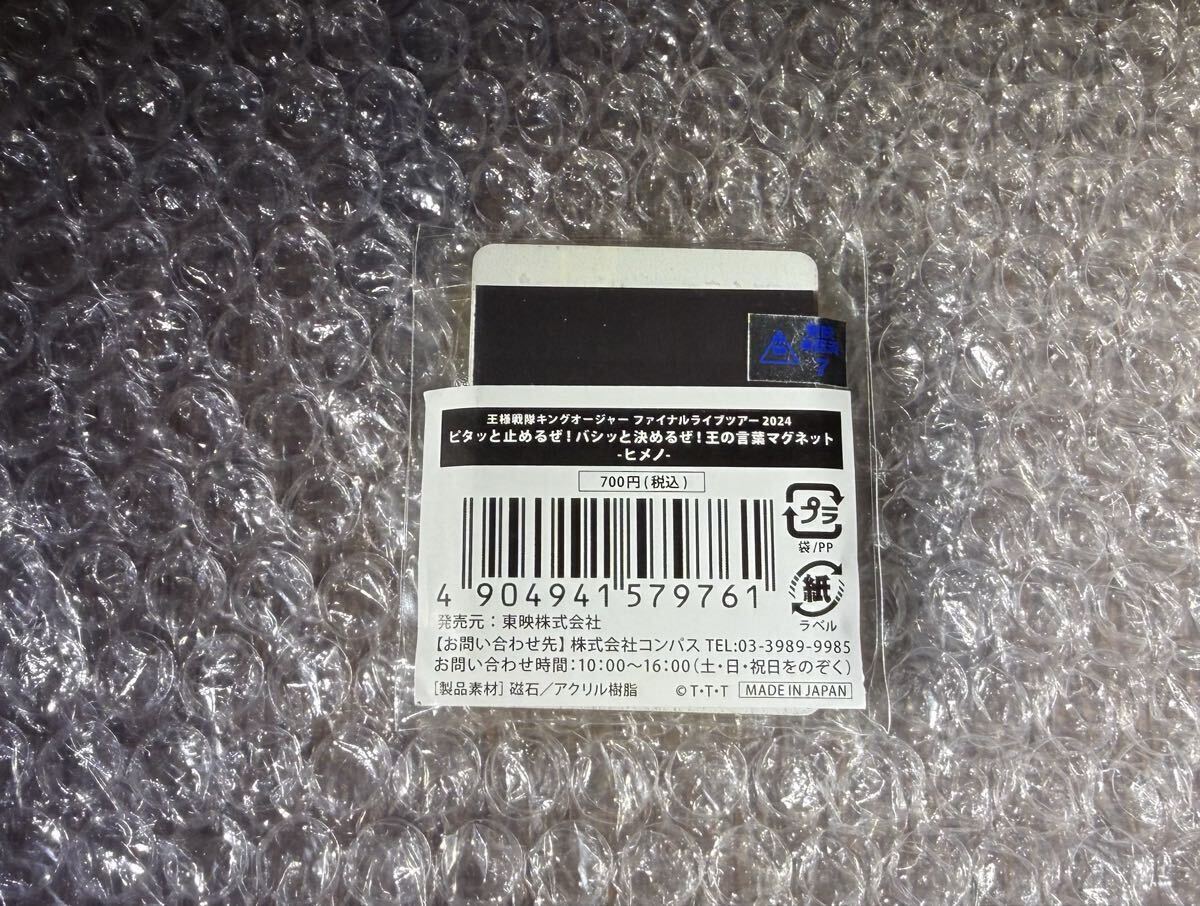 7
王様戦隊キングオージャー ファイナルライブツアー 2024
ピタッと止めるぜ!バシッと決めるぜ!王の言葉マグネット
-ヒメノ-
700円(税込)
プラ
袋/PP
紙
ラベル
4 904941 579761
発売元:東映株式会社
【お問い合わせ先】株式会社コンパス TEL:03-3989-9985
お問い合わせ時間:10:00〜16:00(土・日・祝日をのぞく)
[製品素材]磁石/アクリル樹脂 ©T・T・T MADE IN JAPAN